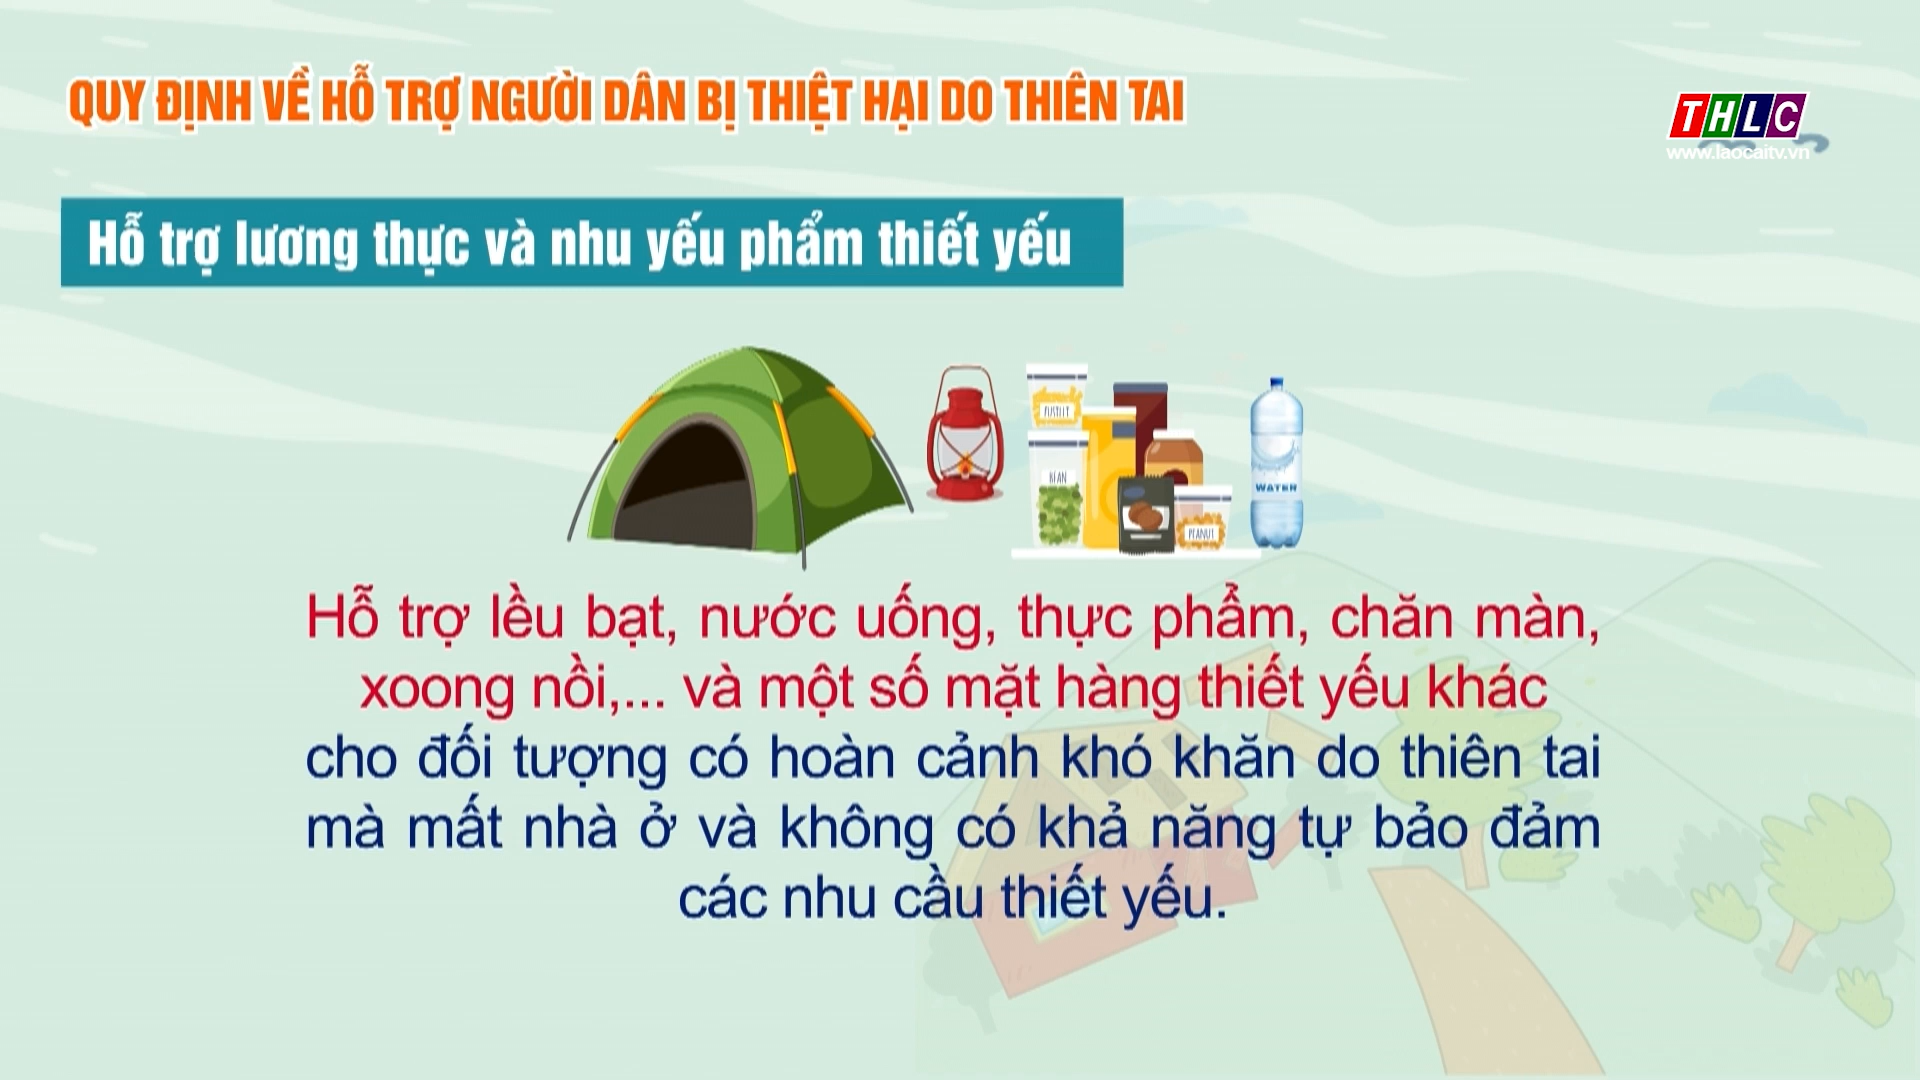 QUY ĐỊNH VỀ HỖ TRỢ NGƯỜI DÂN BỊ THIỆT HẠI DO THIÊN TAI
THLC
www.laocaitv.vn
Hỗ trợ lương thực và nhu yếu phẩm thiết yếu
BEAN
WATER
PEANUT
Hỗ trợ lều bạt, nước uống, thực phẩm, chăn màn,
xoong nồi,... và một số mặt hàng thiết yếu khác
cho đối tượng có hoàn cảnh khó khăn do thiên tai
mà mất nhà ở và không có khả năng tự bảo đảm
các nhu cầu thiết yếu.